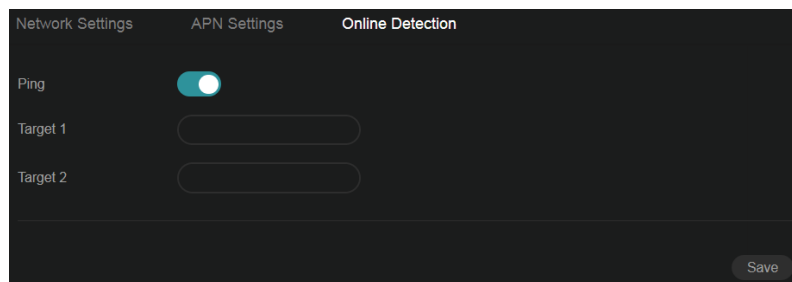 Network Settings APN Settings Online Detection
Ping
Target 1
Target 2
Save